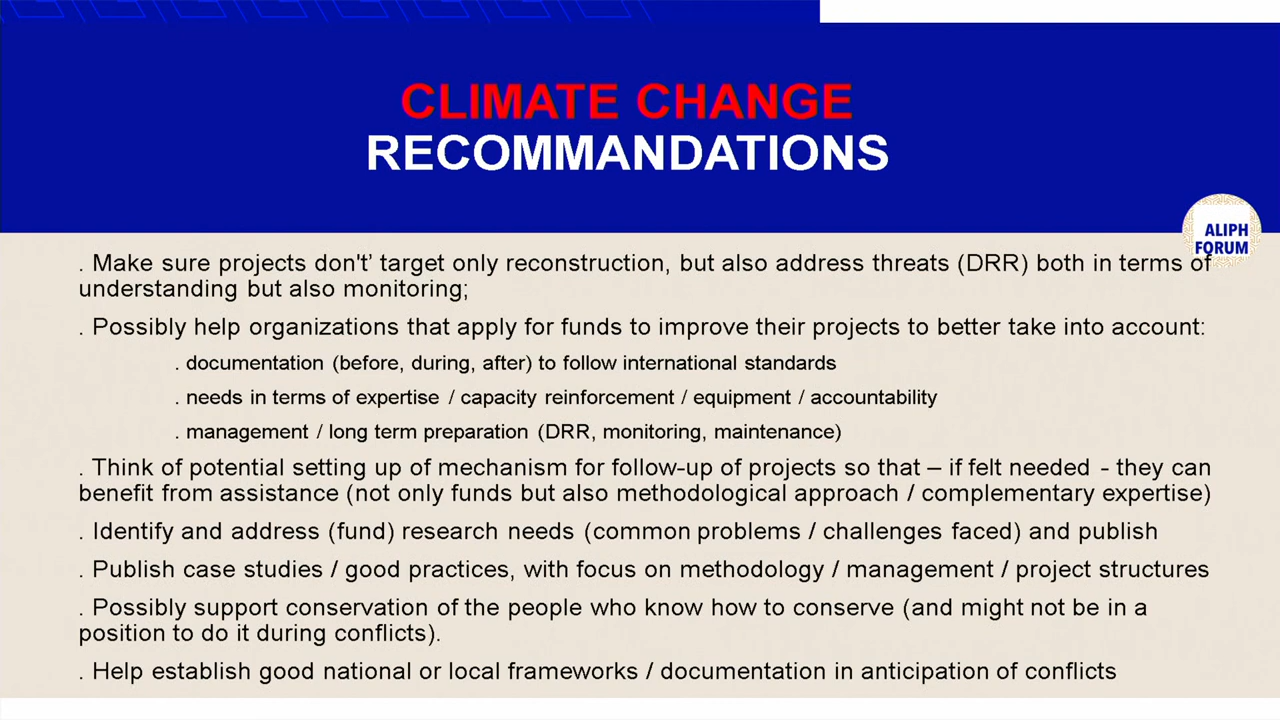 CLIMATE CHANGE
RECOMMANDATIONS
ALIPH
FORUM
. Make sure projects don't’ target only reconstruction, but also address threats (DRR) both in terms of
understanding but also monitoring;
. Possibly help organizations that apply for funds to improve their projects to better take into account:
. documentation (before, during, after) to follow international standards
. needs in terms of expertise / capacity reinforcement / equipment / accountability
. management / long term preparation (DRR, monitoring, maintenance)
. Think of potential setting up of mechanism for follow-up of projects so that – if felt needed - they can
benefit from assistance (not only funds but also methodological approach / complementary expertise)
. Identify and address (fund) research needs (common problems / challenges faced) and publish
. Publish case studies / good practices, with focus on methodology / management / project structures
. Possibly support conservation of the people who know how to conserve (and might not be in a
position to do it during conflicts).
. Help establish good national or local frameworks / documentation in anticipation of conflicts